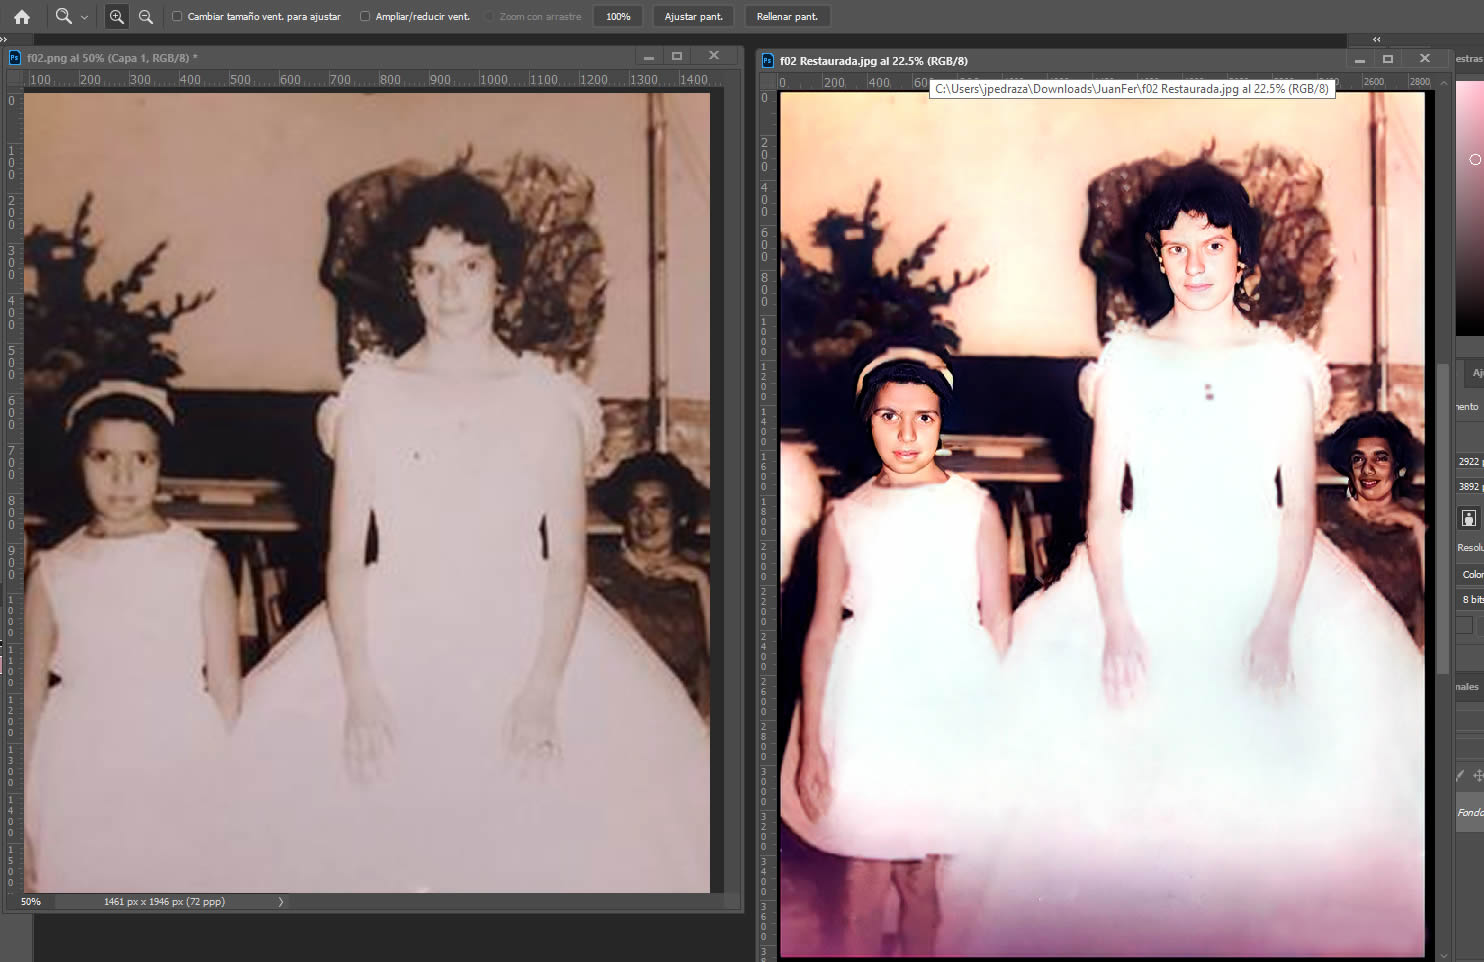 Cambiar tamaño vent. para ajustar
Ampliar/reducir vent.
Zoom con arrastre
100%
Ajustar pant.
Rellenar pant.
f02.png al 50% (Capa 1, RGB/8) *
100 200 300 400 500 600 700 800 900 1000 1100 1200 1300 1400
0
100
200
300
400
500
600
700
800
900
1000
1100
1200
1300
1400
1500
50%
1461 px x 1946 px (72 ppp)
f02 Restaurada.jpg al 22.5% (RGB/8)
C:\Users\jpedraza\Downloads\JuanFer\f02 Restaurada.jpg al 22.5% (RGB/8)
0 200 400 2600 2800
0
200
400
600
800
1000
1200
1400
1600
1800
2000
2200
2400
2600
2800
3000
3200
3400
3600
estras
Aj
mento
2922 p
3892 p
Resolu
Color
8 bits
nales
Fondo